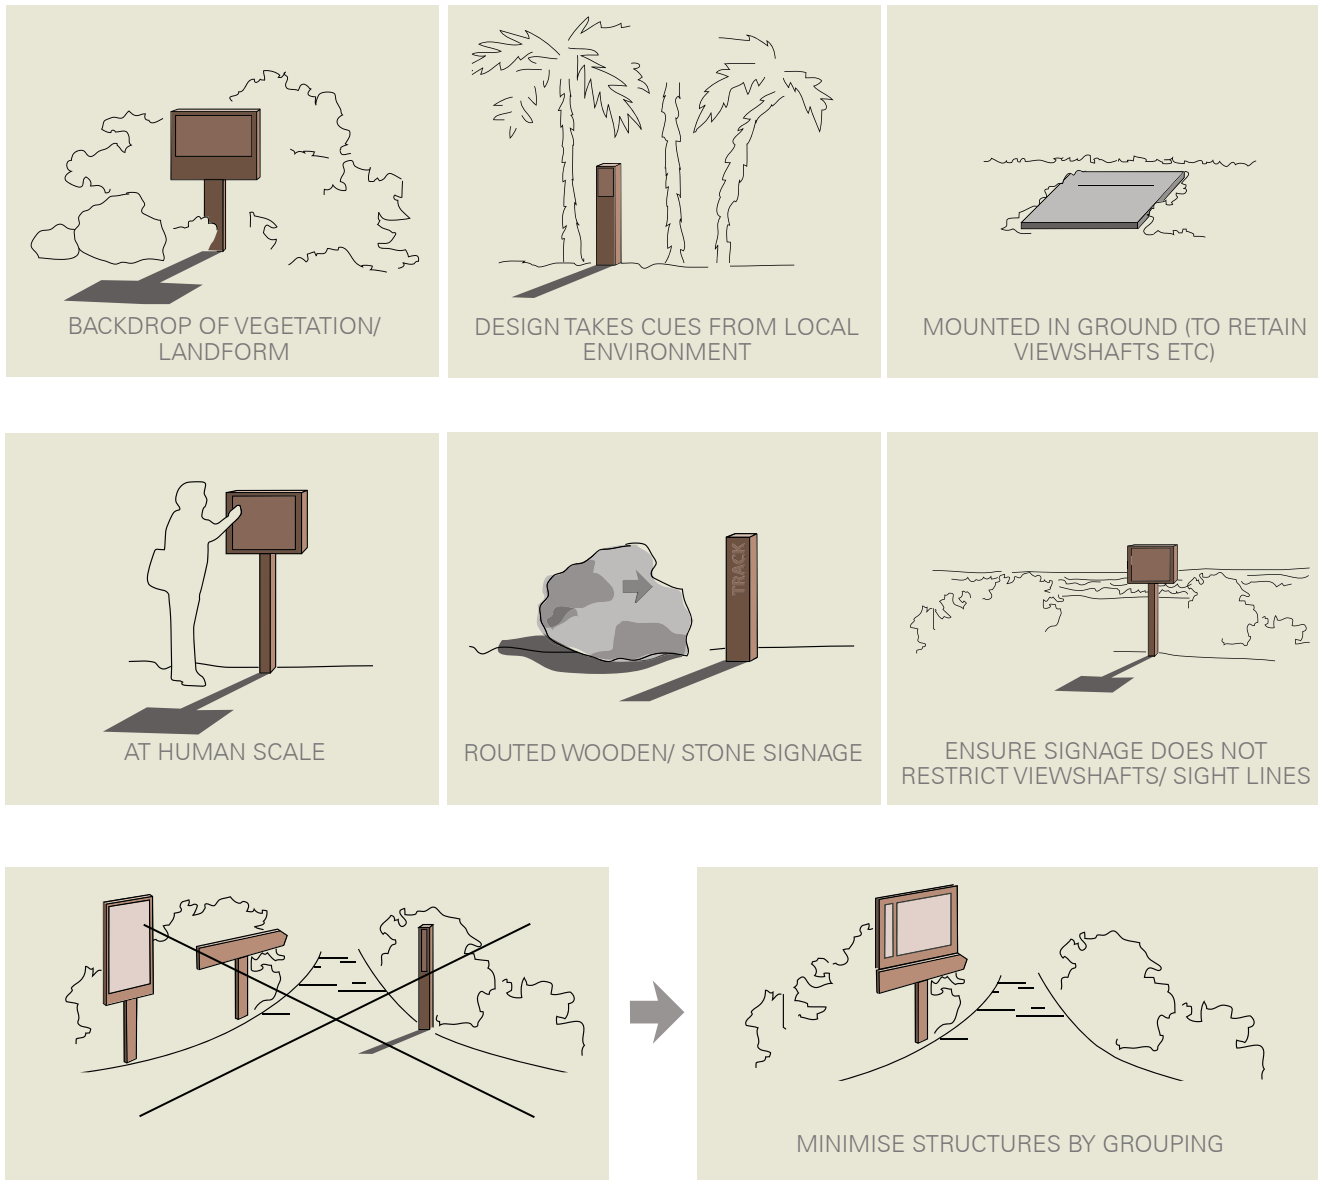 BACKDROP OF VEGETATION/
LANDFORM
DESIGN TAKES CUES FROM LOCAL
ENVIRONMENT
MOUNTED IN GROUND (TO RETAIN
VIEWSHAFTS ETC)
TRACK
AT HUMAN SCALE
ROUTED WOODEN/ STONE SIGNAGE
ENSURE SIGNAGE DOES NOT
RESTRICT VIEWSHAFTS/ SIGHT LINES
MINIMISE STRUCTURES BY GROUPING